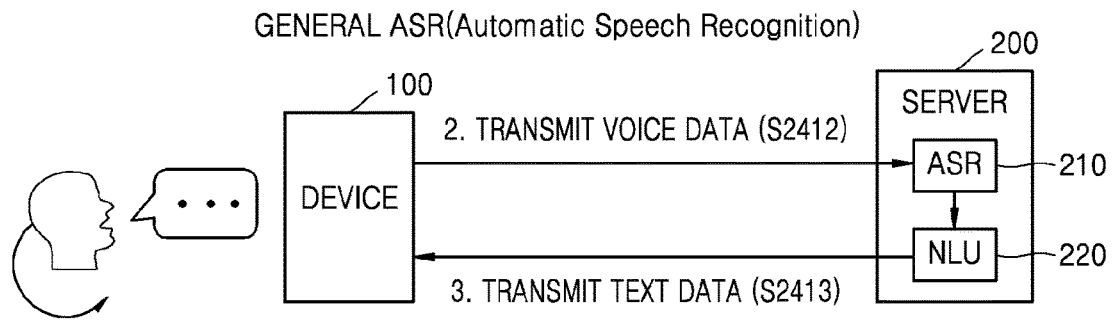 GENERAL ASR(Automatic Speech Recognition)
200
100
SERVER
2. TRANSMIT VOICE DATA (S2412)
ASR
210
DEVICE
NLU
220
3. TRANSMIT TEXT DATA (S2413)